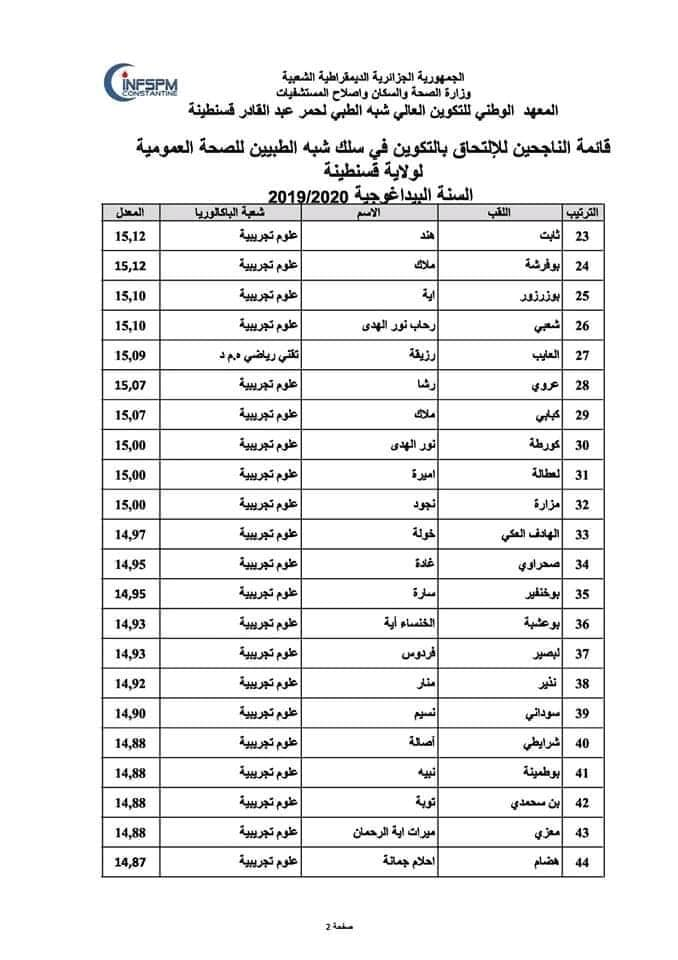 INFSPM
CONSTANTINE
الجمهورية الجزائرية الديمقراطية الشعبية
وزارة الصحة والسكان واصلاح المستشفيات
المعهد الوطني للتكوين العالي شبه الطبي لحمر عبد القادر قسنطينة
قائمة الناجحين للإلتحاق بالتكوين في سلك شبه الطبيين للصحة العمومية
لولاية قسنطينة
السنة البيداغوجية 2019/2020
الترتيب اللقب الاسم شعبة الباكالوريا المعدل
23 ثابت هند علوم تجريبية 15,12
24 بوفرشة ملاك علوم تجريبية 15,12
25 بوزرزور اية علوم تجريبية 15,10
26 شعبي رحاب نور الهدى علوم تجريبية 15,10
27 العايب رزيقة تقني رياضي ه.م د 15,09
28 عروي رشا علوم تجريبية 15,07
29 كبابي ملاك علوم تجريبية 15,07
30 كورطة نور الهدى علوم تجريبية 15,00
31 لعطالة اميرة علوم تجريبية 15,00
32 مزارة نجود علوم تجريبية 15,00
33 الهادف العكي خولة علوم تجريبية 14,97
34 صحراوي غادة علوم تجريبية 14,95
35 بوخنفير سارة علوم تجريبية 14,95
36 بوعشبة الخنساء أية علوم تجريبية 14,93
37 لبصير فردوس علوم تجريبية 14,93
38 نذير منار علوم تجريبية 14,92
39 سوداني نسيم علوم تجريبية 14,90
40 شرايطي أصالة علوم تجريبية 14,88
41 بوطمينة نبيه علوم تجريبية 14,88
42 بن سحمدي توبة علوم تجريبية 14,88
43 معزي ميرات اية الرحمان علوم تجريبية 14,88
44 هضام احلام جمانة علوم تجريبية 14,87
صفحة 2